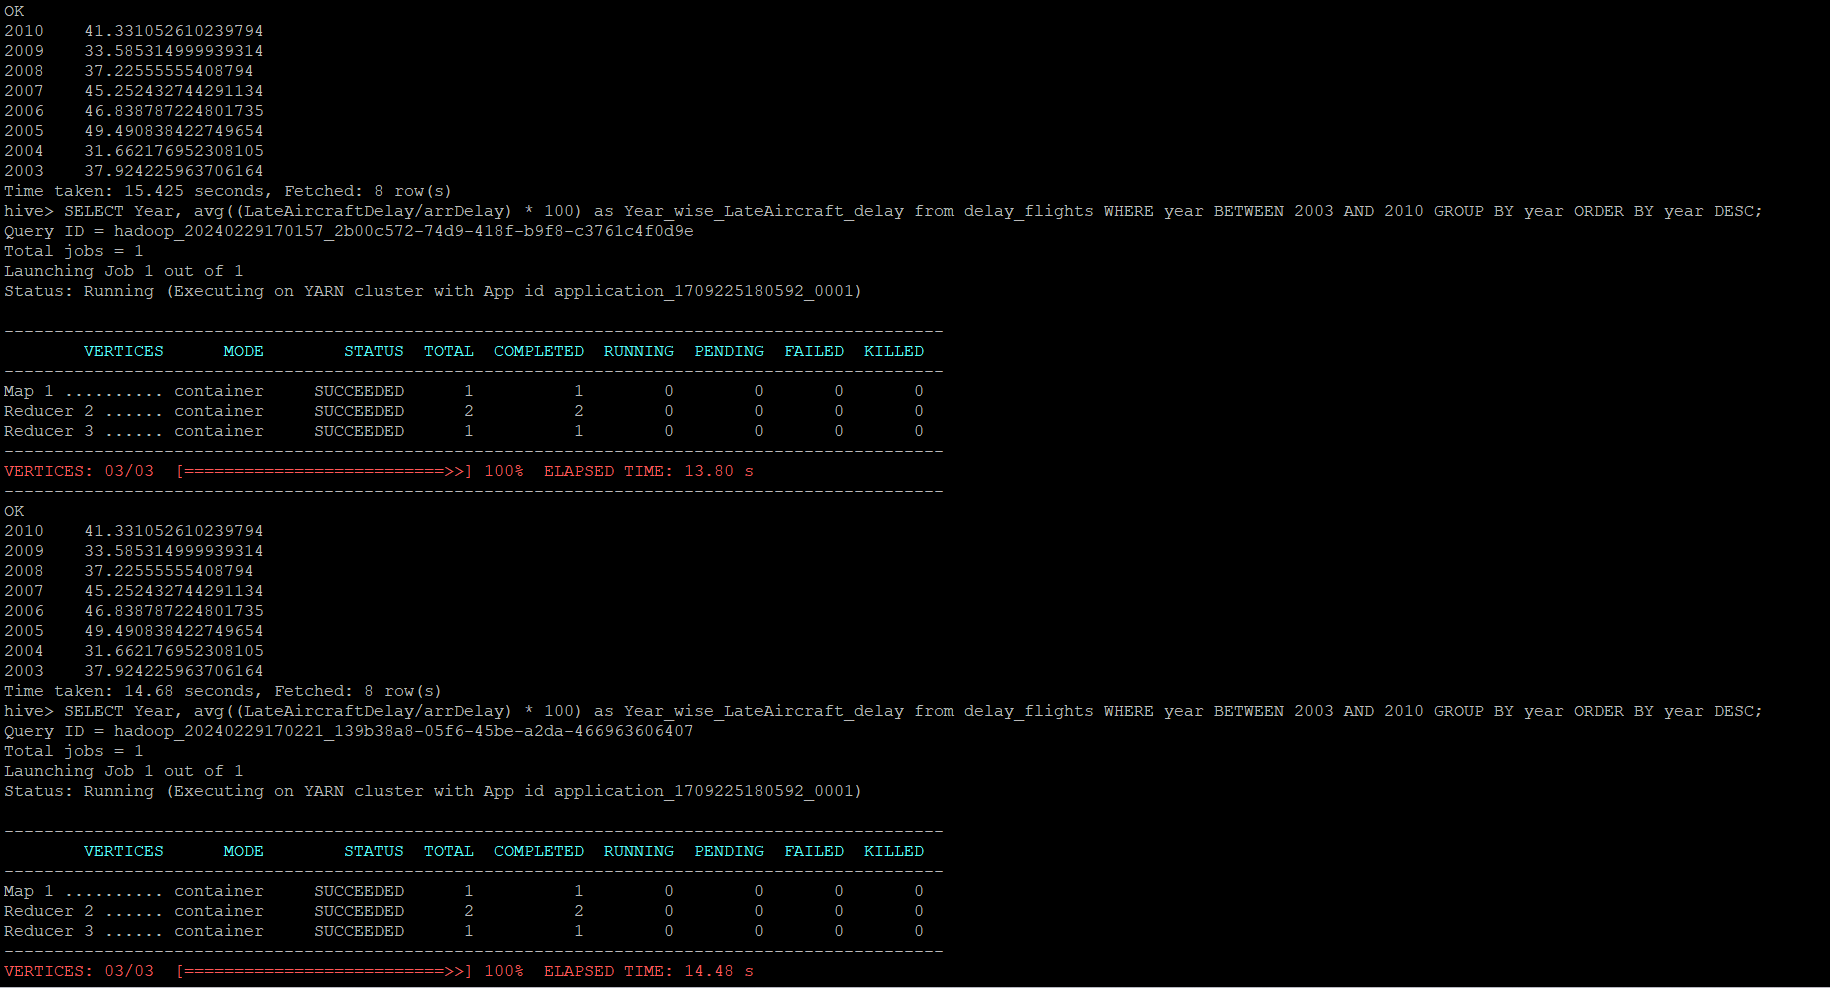 OK
2010    41.331052610239794
2009    33.585314999939314
2008    37.22555555408794
2007    45.252432744291134
2006    46.838787224801735
2005    49.490838422749654
2004    31.662176952308105
2003    37.924225963706164
Time taken: 15.425 seconds, Fetched: 8 row(s)
hive> SELECT Year, avg((LateAircraftDelay/arrDelay) * 100) as Year_wise_LateAircraft_delay from delay_flights WHERE year BETWEEN 2003 AND 2010 GROUP BY year ORDER BY year DESC;
Query ID = hadoop_20240229170157_2b00c572-74d9-418f-b9f8-c3761c4f0d9e
Total jobs = 1
Launching Job 1 out of 1
Status: Running (Executing on YARN cluster with App id application_1709225180592_0001)
----------------------------------------------------------------------------------------------
        VERTICES      MODE        STATUS  TOTAL  COMPLETED  RUNNING  PENDING  FAILED  KILLED
----------------------------------------------------------------------------------------------
Map 1 .......... container     SUCCEEDED      1          1        0        0       0       0
Reducer 2 ...... container     SUCCEEDED      2          2        0        0       0       0
Reducer 3 ...... container     SUCCEEDED      1          1        0        0       0       0
----------------------------------------------------------------------------------------------
VERTICES: 03/03  [==========================>>] 100%  ELAPSED TIME: 13.80 s
----------------------------------------------------------------------------------------------
OK
2010    41.331052610239794
2009    33.585314999939314
2008    37.22555555408794
2007    45.252432744291134
2006    46.838787224801735
2005    49.490838422749654
2004    31.662176952308105
2003    37.924225963706164
Time taken: 14.68 seconds, Fetched: 8 row(s)
hive> SELECT Year, avg((LateAircraftDelay/arrDelay) * 100) as Year_wise_LateAircraft_delay from delay_flights WHERE year BETWEEN 2003 AND 2010 GROUP BY year ORDER BY year DESC;
Query ID = hadoop_20240229170221_139b38a8-05f6-45be-a2da-466963606407
Total jobs = 1
Launching Job 1 out of 1
Status: Running (Executing on YARN cluster with App id application_1709225180592_0001)
----------------------------------------------------------------------------------------------
        VERTICES      MODE        STATUS  TOTAL  COMPLETED  RUNNING  PENDING  FAILED  KILLED
----------------------------------------------------------------------------------------------
Map 1 .......... container     SUCCEEDED      1          1        0        0       0       0
Reducer 2 ...... container     SUCCEEDED      2          2        0        0       0       0
Reducer 3 ...... container     SUCCEEDED      1          1        0        0       0       0
----------------------------------------------------------------------------------------------
VERTICES: 03/03  [==========================>>] 100%  ELAPSED TIME: 14.48 s